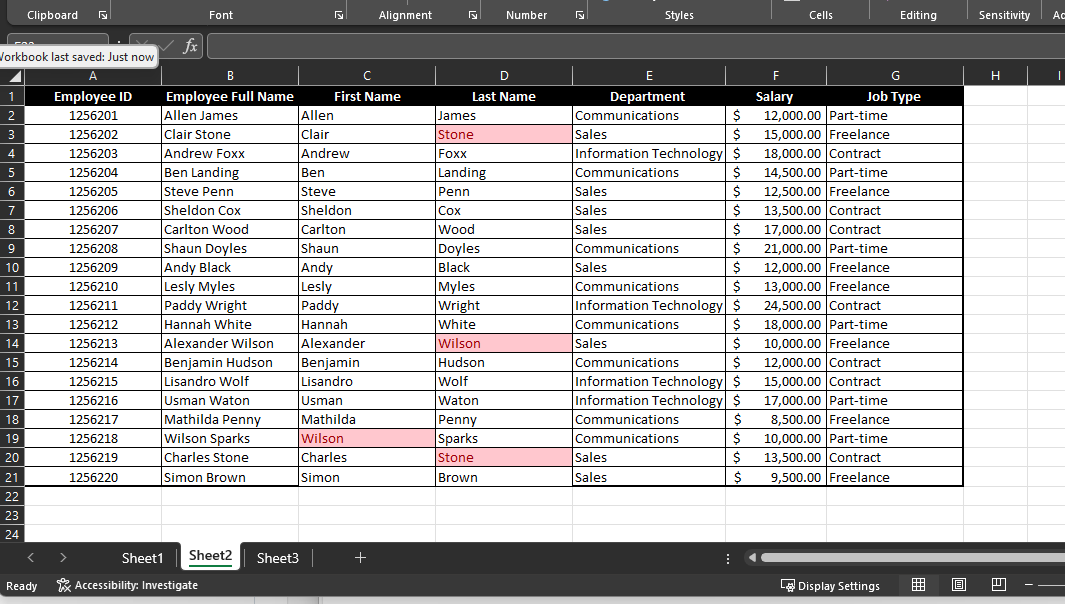 Clipboard Font Alignment Number Styles Cells Editing Sensitivity
Workbook last saved: Just now fx
A B C D E F G H I
1 Employee ID Employee Full Name First Name Last Name Department Salary Job Type
2 1256201 Allen James Allen James Communications $ 12,000.00 Part-time
3 1256202 Clair Stone Clair Stone Sales $ 15,000.00 Freelance
4 1256203 Andrew Foxx Andrew Foxx Information Technology $ 18,000.00 Contract
5 1256204 Ben Landing Ben Landing Communications $ 14,500.00 Part-time
6 1256205 Steve Penn Steve Penn Sales $ 12,500.00 Freelance
7 1256206 Sheldon Cox Sheldon Cox Sales $ 13,500.00 Contract
8 1256207 Carlton Wood Carlton Wood Sales $ 17,000.00 Contract
9 1256208 Shaun Doyles Shaun Doyles Communications $ 21,000.00 Part-time
10 1256209 Andy Black Andy Black Sales $ 12,000.00 Freelance
11 1256210 Lesly Myles Lesly Myles Communications $ 13,000.00 Freelance
12 1256211 Paddy Wright Paddy Wright Information Technology $ 24,500.00 Contract
13 1256212 Hannah White Hannah White Communications $ 18,000.00 Part-time
14 1256213 Alexander Wilson Alexander Wilson Sales $ 10,000.00 Freelance
15 1256214 Benjamin Hudson Benjamin Hudson Communications $ 12,000.00 Contract
16 1256215 Lisandro Wolf Lisandro Wolf Information Technology $ 15,000.00 Contract
17 1256216 Usman Waton Usman Waton Information Technology $ 17,000.00 Part-time
18 1256217 Mathilda Penny Mathilda Penny Communications $ 8,500.00 Freelance
19 1256218 Wilson Sparks Wilson Sparks Communications $ 10,000.00 Part-time
20 1256219 Charles Stone Charles Stone Sales $ 13,500.00 Contract
21 1256220 Simon Brown Simon Brown Sales $ 9,500.00 Freelance
22
23
24
Sheet1 Sheet2 Sheet3
Ready Accessibility: Investigate Display Settings